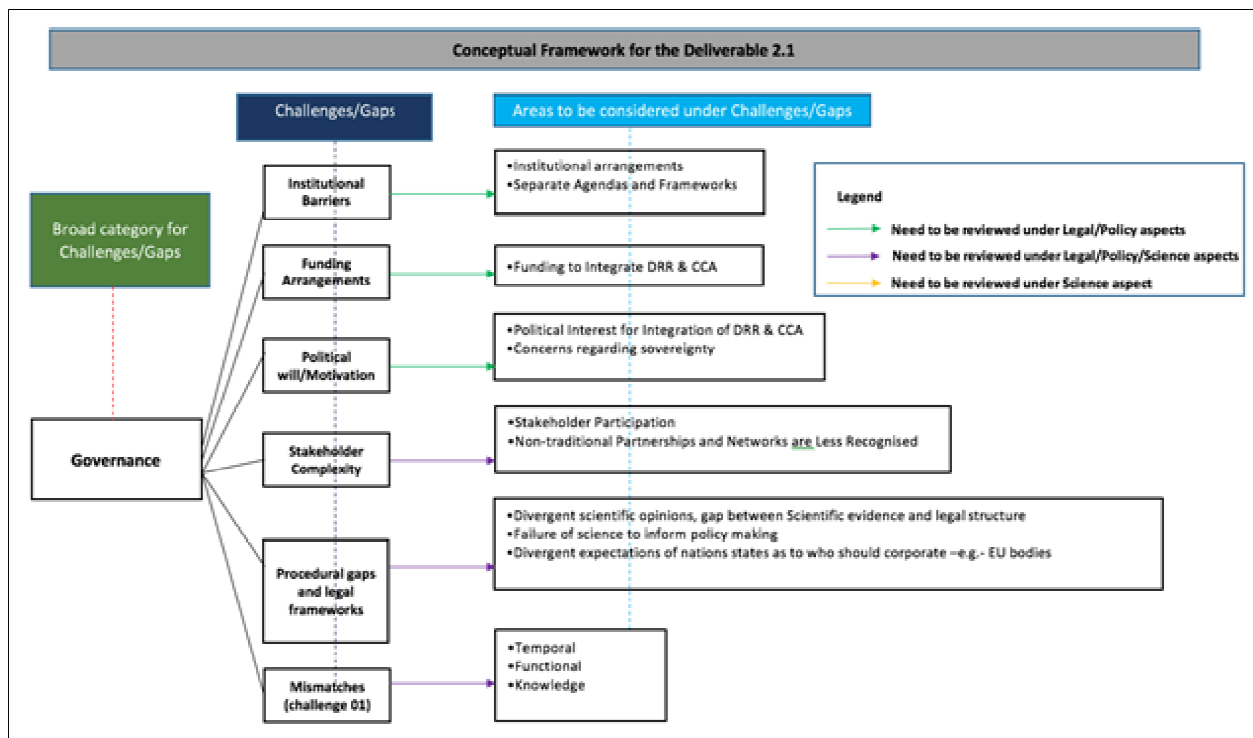 Conceptual Framework for the Deliverable 2.1
Challenges/Gaps
Areas to be considered under Challenges/Gaps
Broad category for
Challenges/Gaps
Governance
Institutional
Barriers
•Institutional arrangements
•Separate Agendas and Frameworks
Funding
Arrangements
•Funding to Integrate DRR & CCA
Political
will/Motivation
•Political Interest for Integration of DRR & CCA
•Concerns regarding sovereignty
Stakeholder
Complexity
•Stakeholder Participation
•Non-traditional Partnerships and Networks are Less Recognised
Procedural gaps
and legal
frameworks
•Divergent scientific opinions, gap between Scientific evidence and legal structure
•Failure of science to inform policy making
•Divergent expectations of nations states as to who should corporate –e.g.- EU bodies
Mismatches
(challenge 01)
•Temporal
•Functional
•Knowledge
Legend
Need to be reviewed under Legal/Policy aspects
Need to be reviewed under Legal/Policy/Science aspects
Need to be reviewed under Science aspect